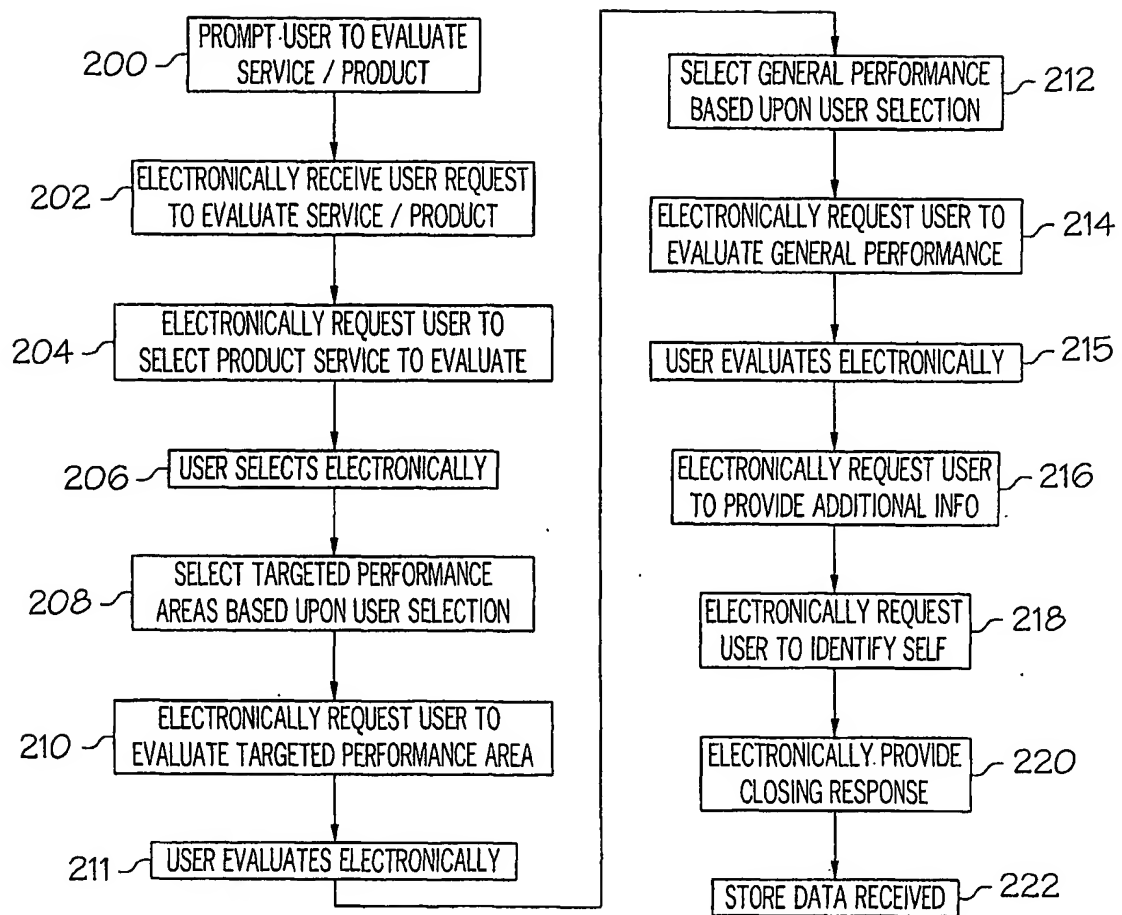 200
PROMPT USER TO EVALUATE
SERVICE / PRODUCT
202
ELECTRONICALLY RECEIVE USER REQUEST
TO EVALUATE SERVICE / PRODUCT
204
ELECTRONICALLY REQUEST USER TO
SELECT PRODUCT SERVICE TO EVALUATE
206
USER SELECTS ELECTRONICALLY
208
SELECT TARGETED PERFORMANCE
AREAS BASED UPON USER SELECTION
210
ELECTRONICALLY REQUEST USER TO
EVALUATE TARGETED PERFORMANCE AREA
211
USER EVALUATES ELECTRONICALLY
SELECT GENERAL PERFORMANCE
BASED UPON USER SELECTION
212
ELECTRONICALLY REQUEST USER TO
EVALUATE GENERAL PERFORMANCE
214
USER EVALUATES ELECTRONICALLY
215
ELECTRONICALLY REQUEST USER
TO PROVIDE ADDITIONAL INFO
216
ELECTRONICALLY REQUEST
USER TO IDENTIFY SELF
218
ELECTRONICALLY PROVIDE
CLOSING RESPONSE
220
STORE DATA RECEIVED
222